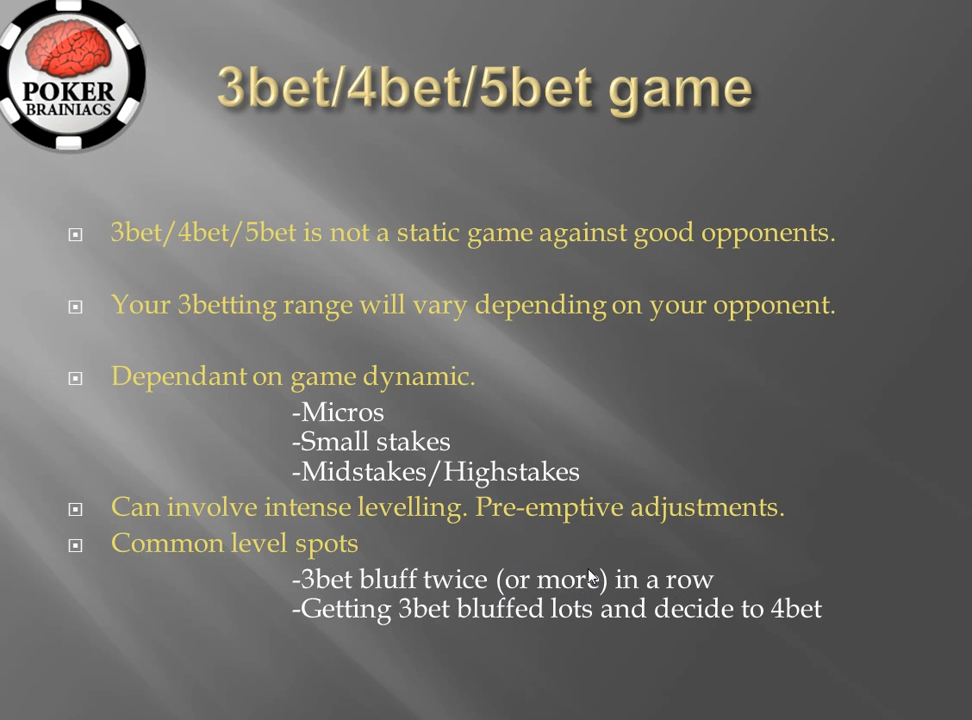 POKER
BRAINIACS
3bet/4bet/5bet game
3bet/4bet/5bet is not a static game against good opponents.
Your 3betting range will vary depending on your opponent.
Dependant on game dynamic.
-Micros
-Small stakes
-Midstakes/Highstakes
Can involve intense levelling. Pre-emptive adjustments.
Common level spots
-3bet bluff twice (or more) in a row
-Getting 3bet bluffed lots and decide to 4bet